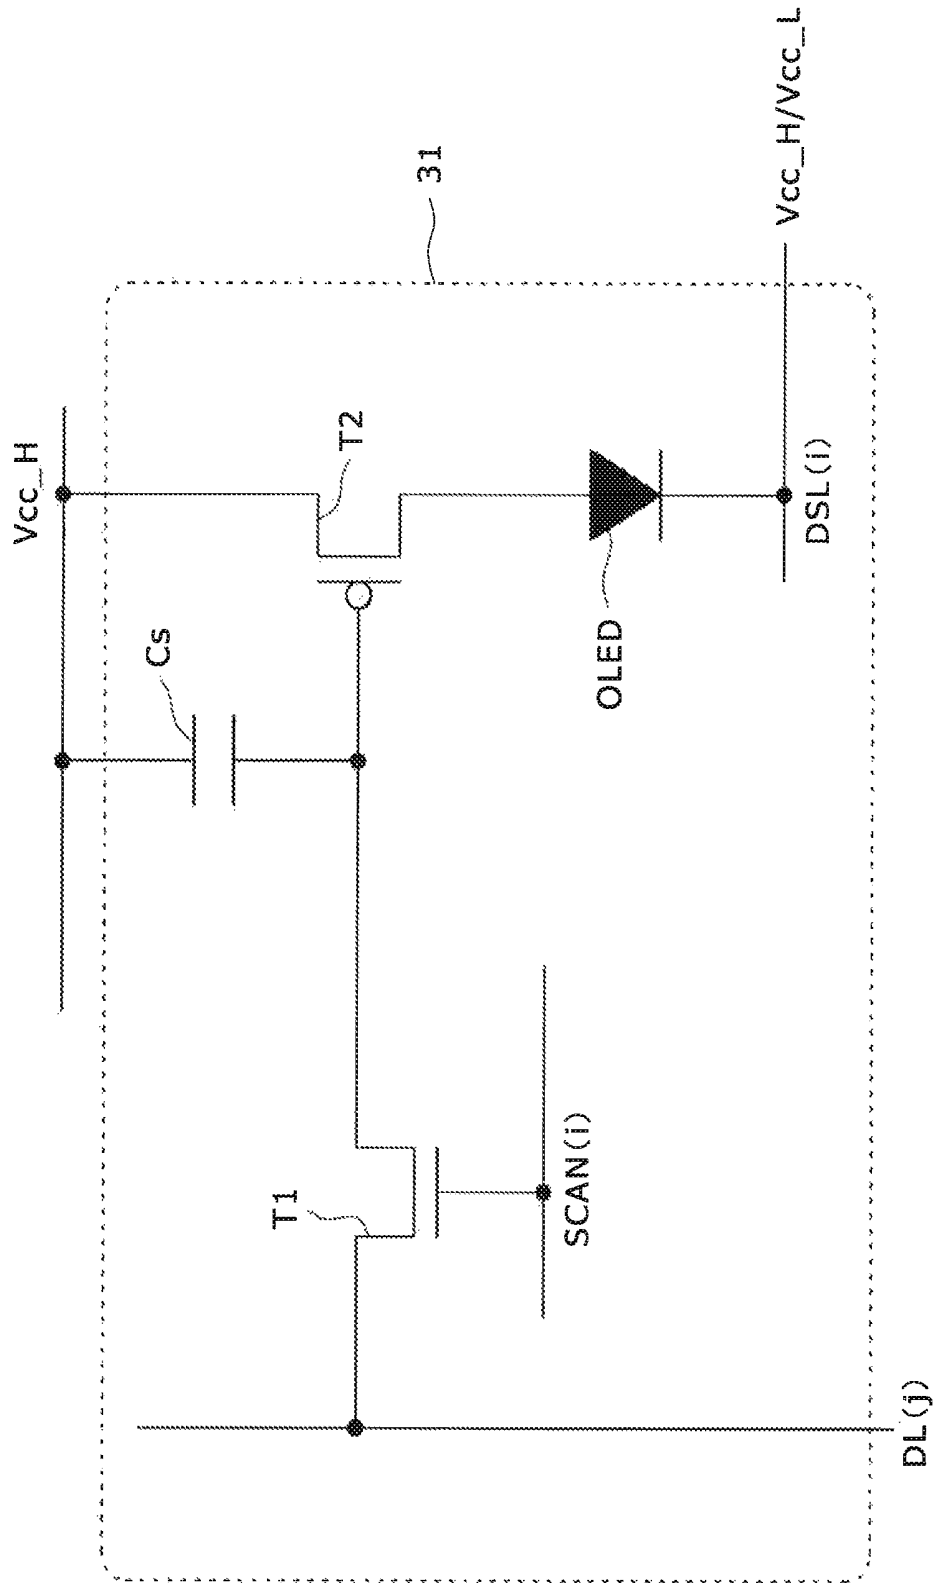 Vcc_H
Cs
T2
31
T1
OLED
SCAN(i)
DSL(i)
Vcc_H/Vcc_L
DL(j)